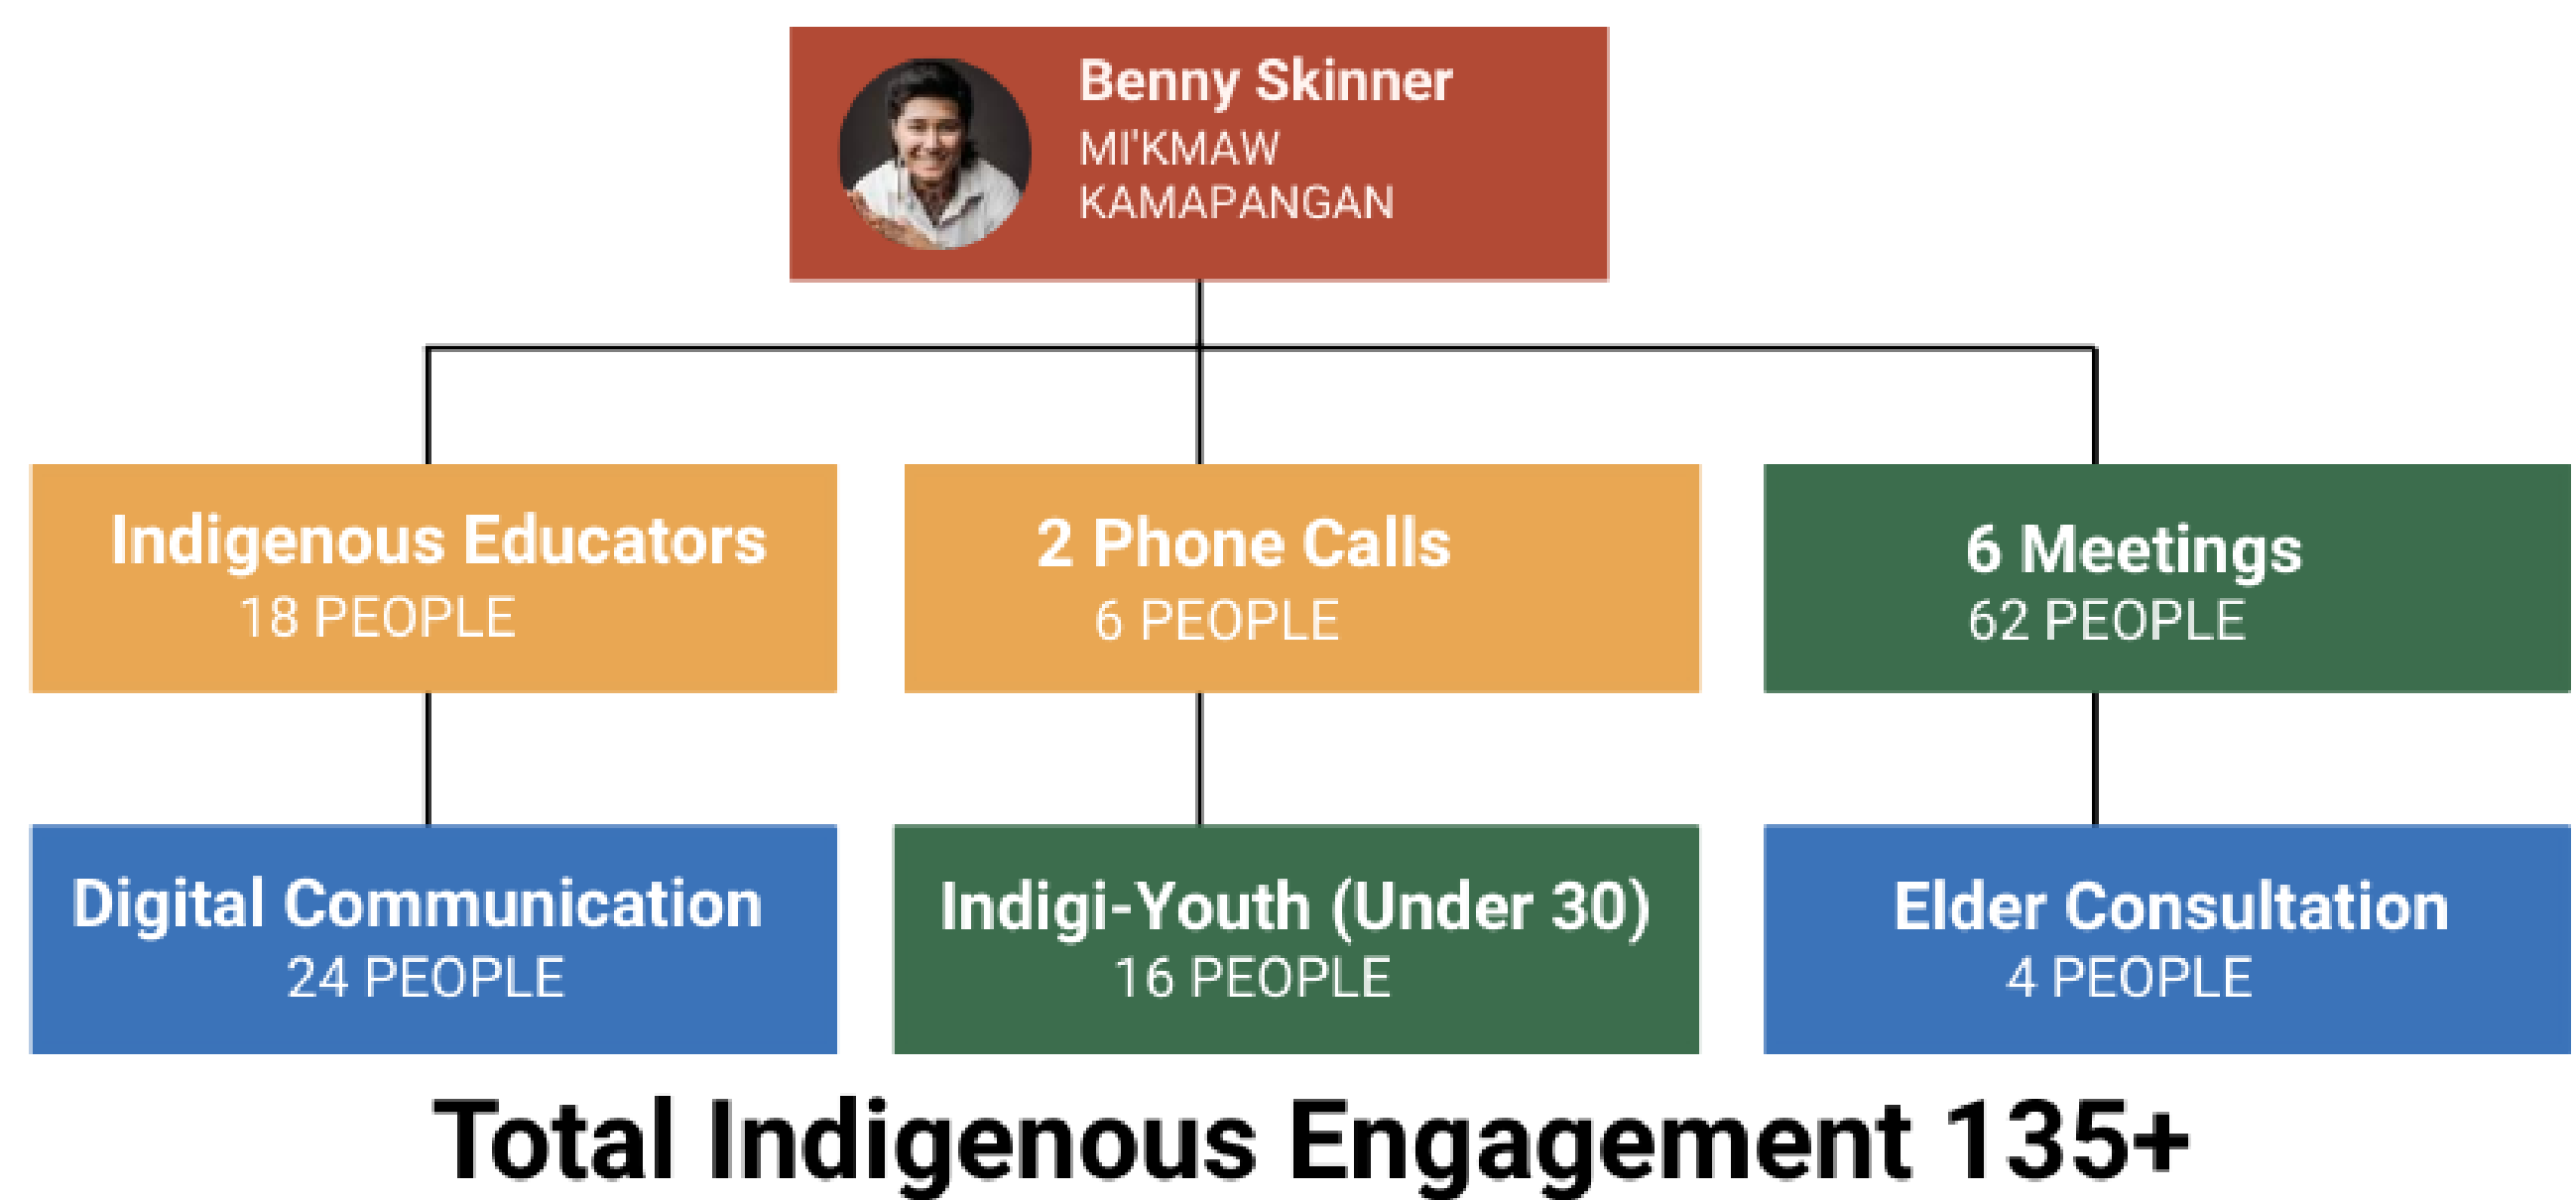 Benny Skinner
MI'KMAW
KAMAPANGAN
Indigenous Educators
18 PEOPLE
2 Phone Calls
6 PEOPLE
6 Meetings
62 PEOPLE
Digital Communication
24 PEOPLE
Indigi-Youth (Under 30)
16 PEOPLE
Elder Consultation
4 PEOPLE
Total Indigenous Engagement 135+